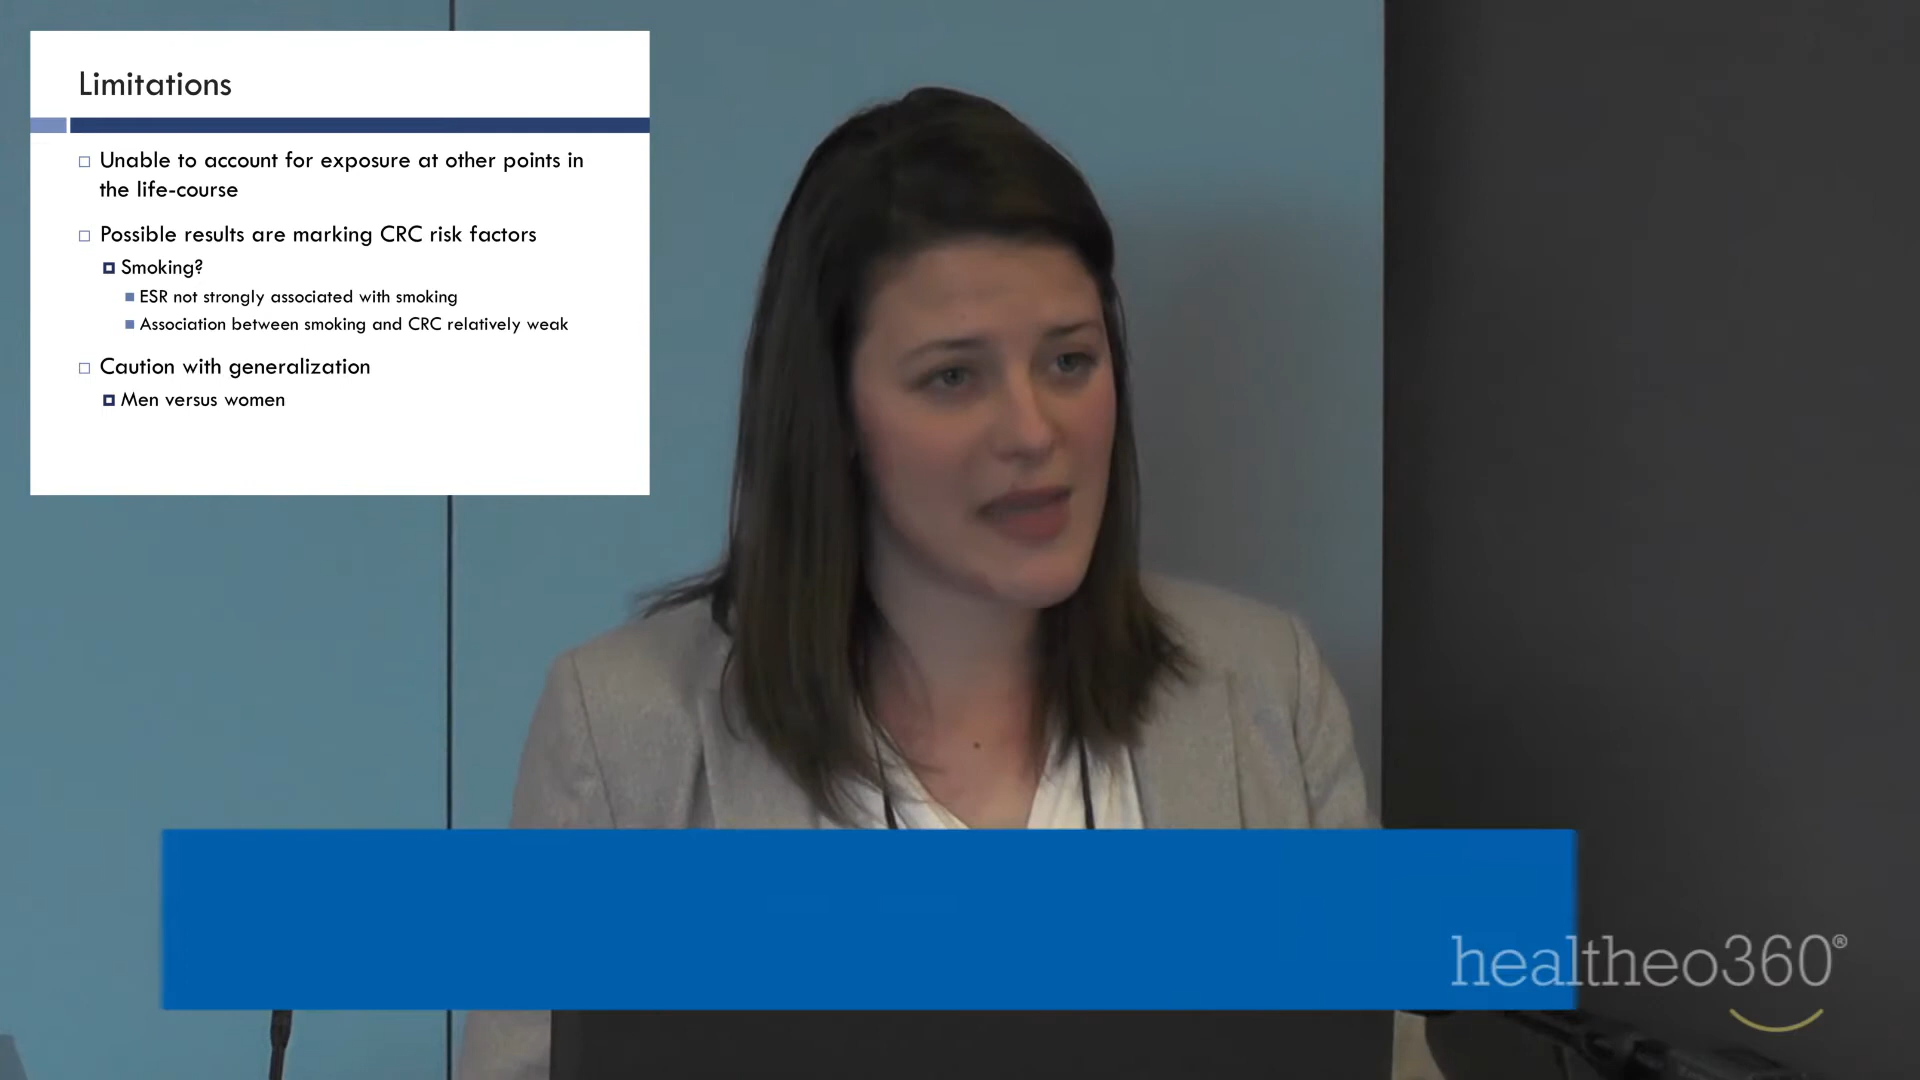 Limitations
Unable to account for exposure at other points in
the life-course
Possible results are marking CRC risk factors
Smoking?
ESR not strongly associated with smoking
Association between smoking and CRC relatively weak
Caution with generalization
Men versus women
healtheo360®